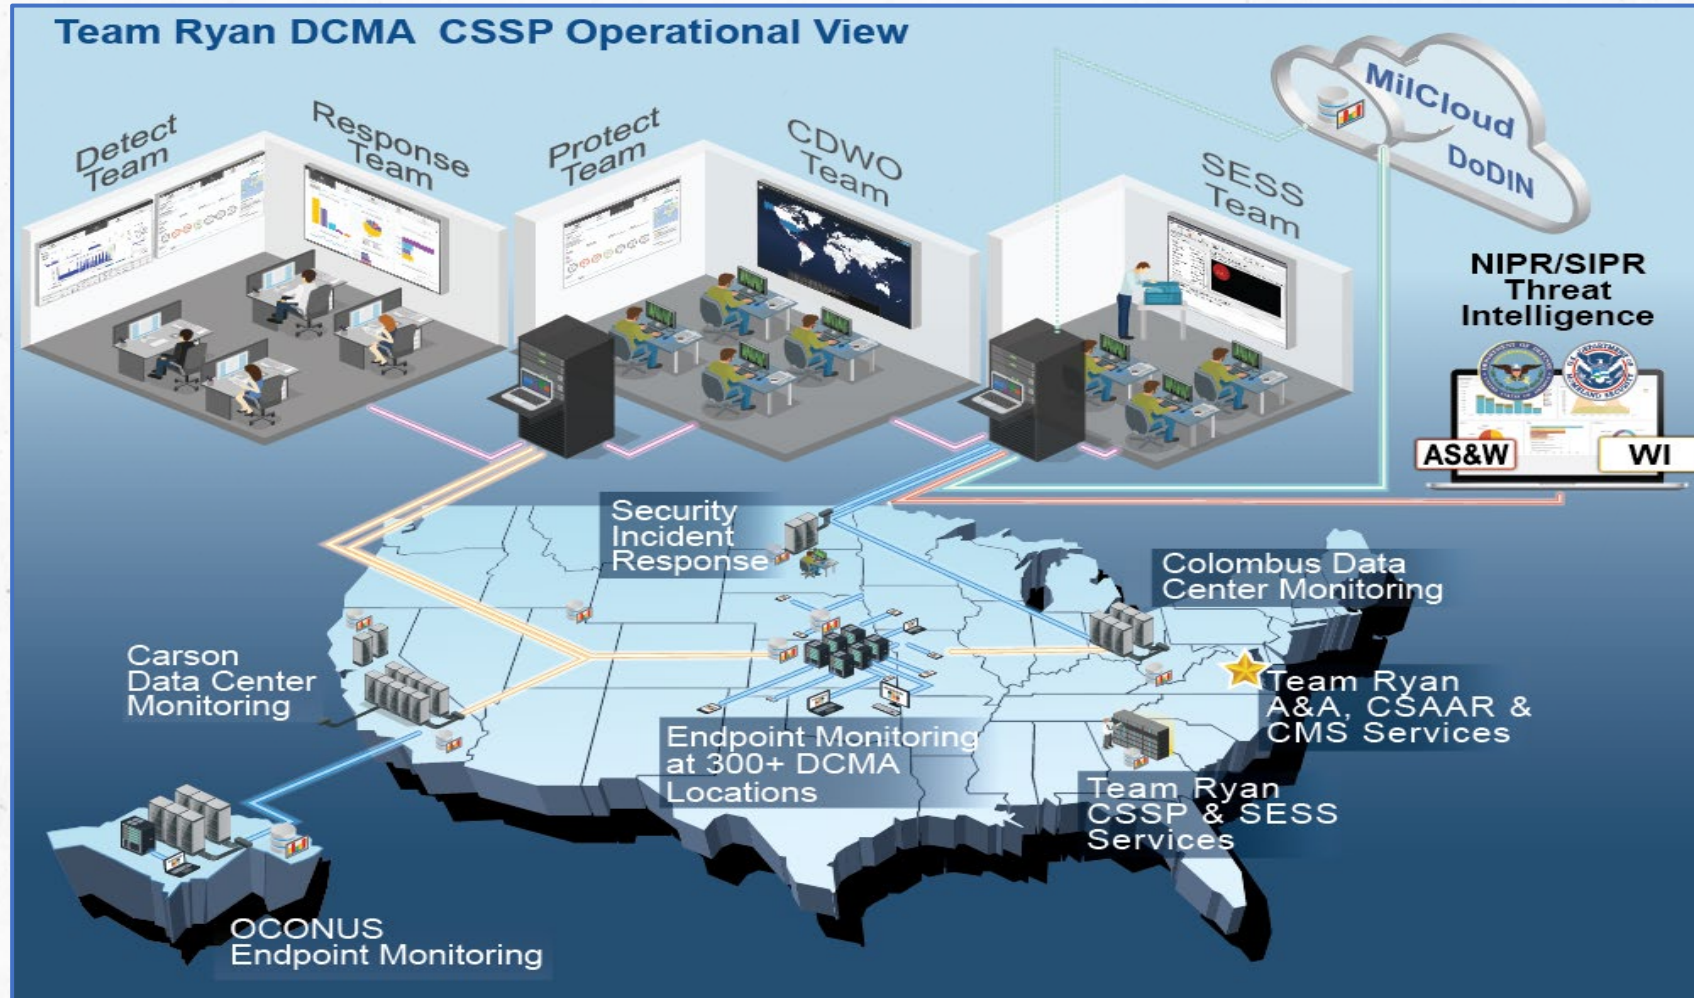 Team Ryan DCMA CSSP Operational View
Detect
Team
Response
Team
Protect
Team
CDWO
Team
SESS
Team
MilCloud
DoDIN
NIPR/SIPR
Threat
Intelligence
AS&W
WI
Security
Incident
Response
Colombus Data
Center Monitoring
Carson
Data Center
Monitoring
Endpoint Monitoring
at 300+ DCMA
Locations
Team Ryan
A&A, CSAAR &
CMS Services
Team Ryan
CSSP & SESS
Services
OCONUS
Endpoint Monitoring